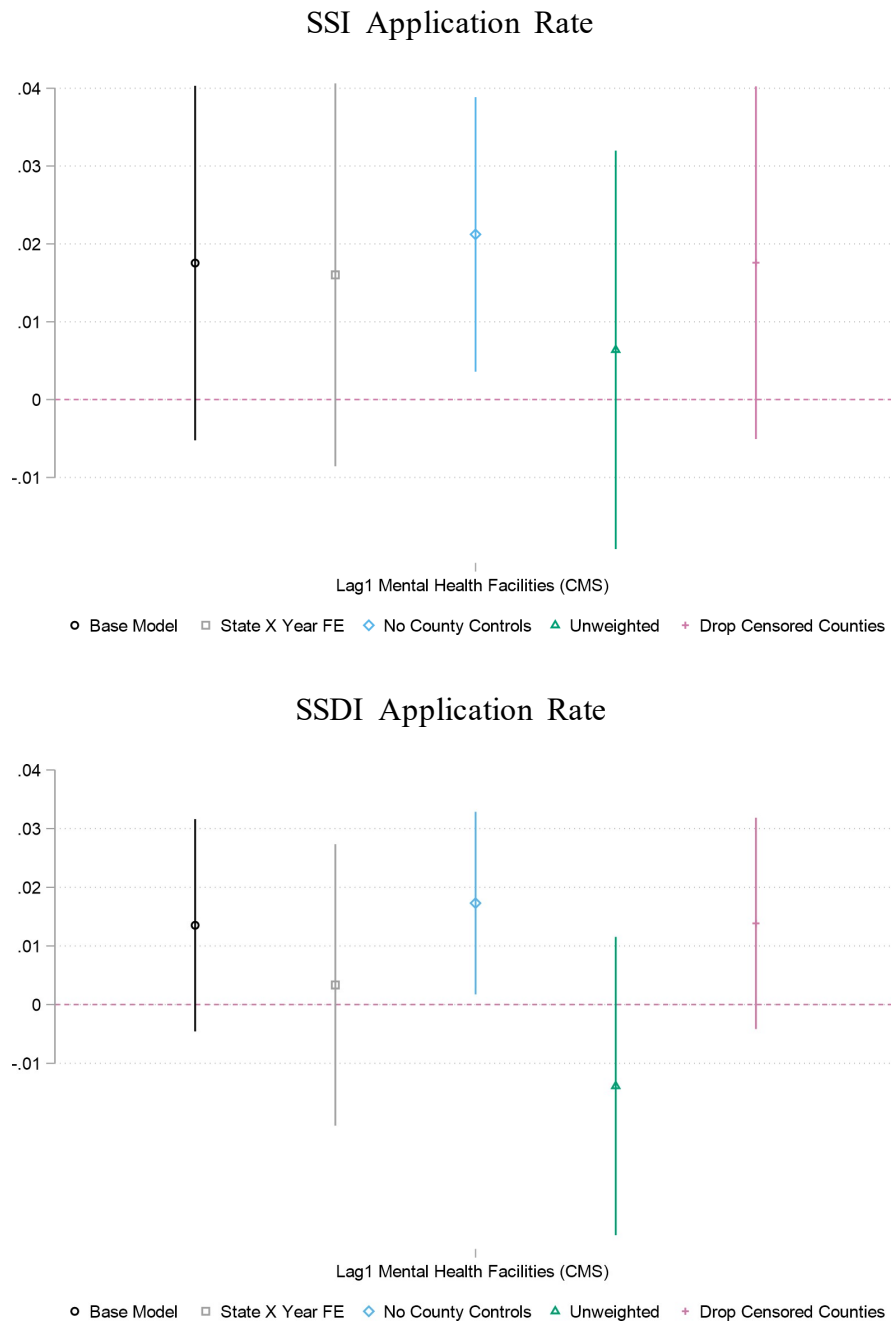 SSI Application Rate
.04
.03
.02
.01
0
-.01
Lag1 Mental Health Facilities (CMS)
Base Model State X Year FE No County Controls Unweighted Drop Censored Counties
SSDI Application Rate
.04
.03
.02
.01
0
-.01
Lag1 Mental Health Facilities (CMS)
Base Model State X Year FE No County Controls Unweighted Drop Censored Counties